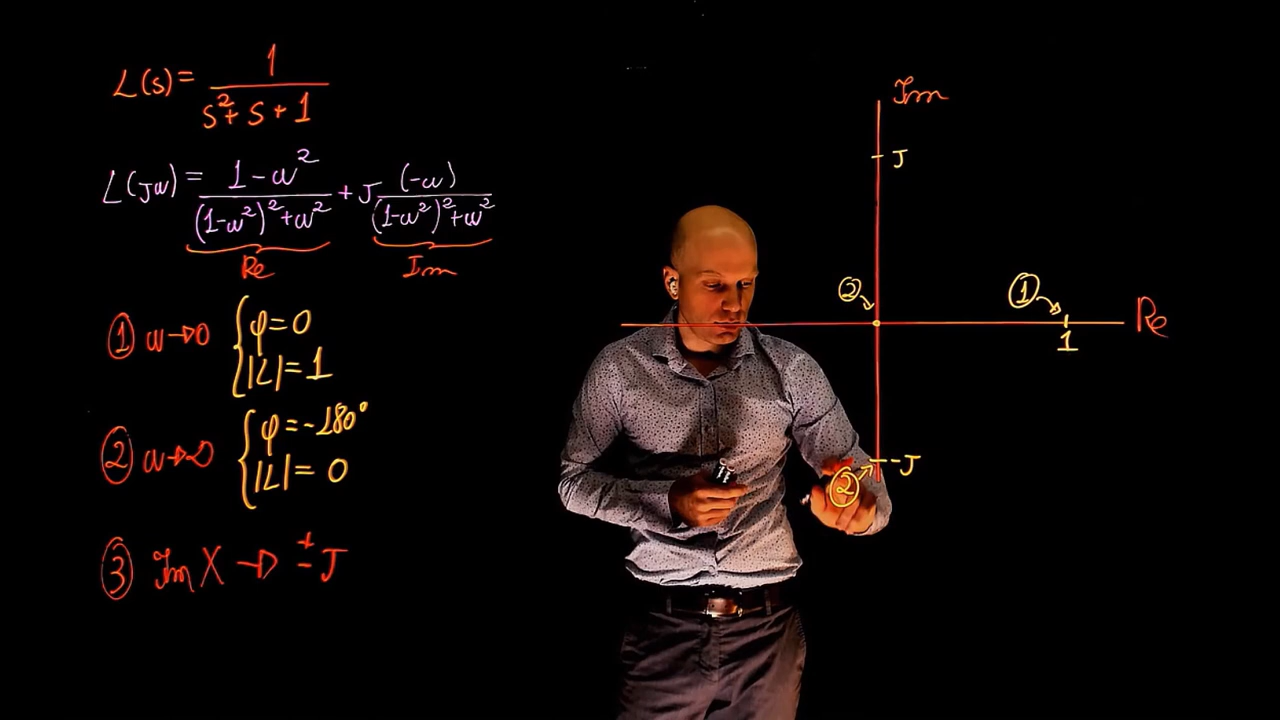 L(s) = 1 / (s² + s + 1)
L(jω) = (1-ω²) / ((1-ω²)² + ω²) + j (-ω) / ((1-ω²)² + ω²)
Re Im
① ω→0 { φ=0
|L|=1
② ω→∞ { φ=-180°
|L|=0
③ Im X → ±j
Im
j
②
① 
Re
1
-j
②